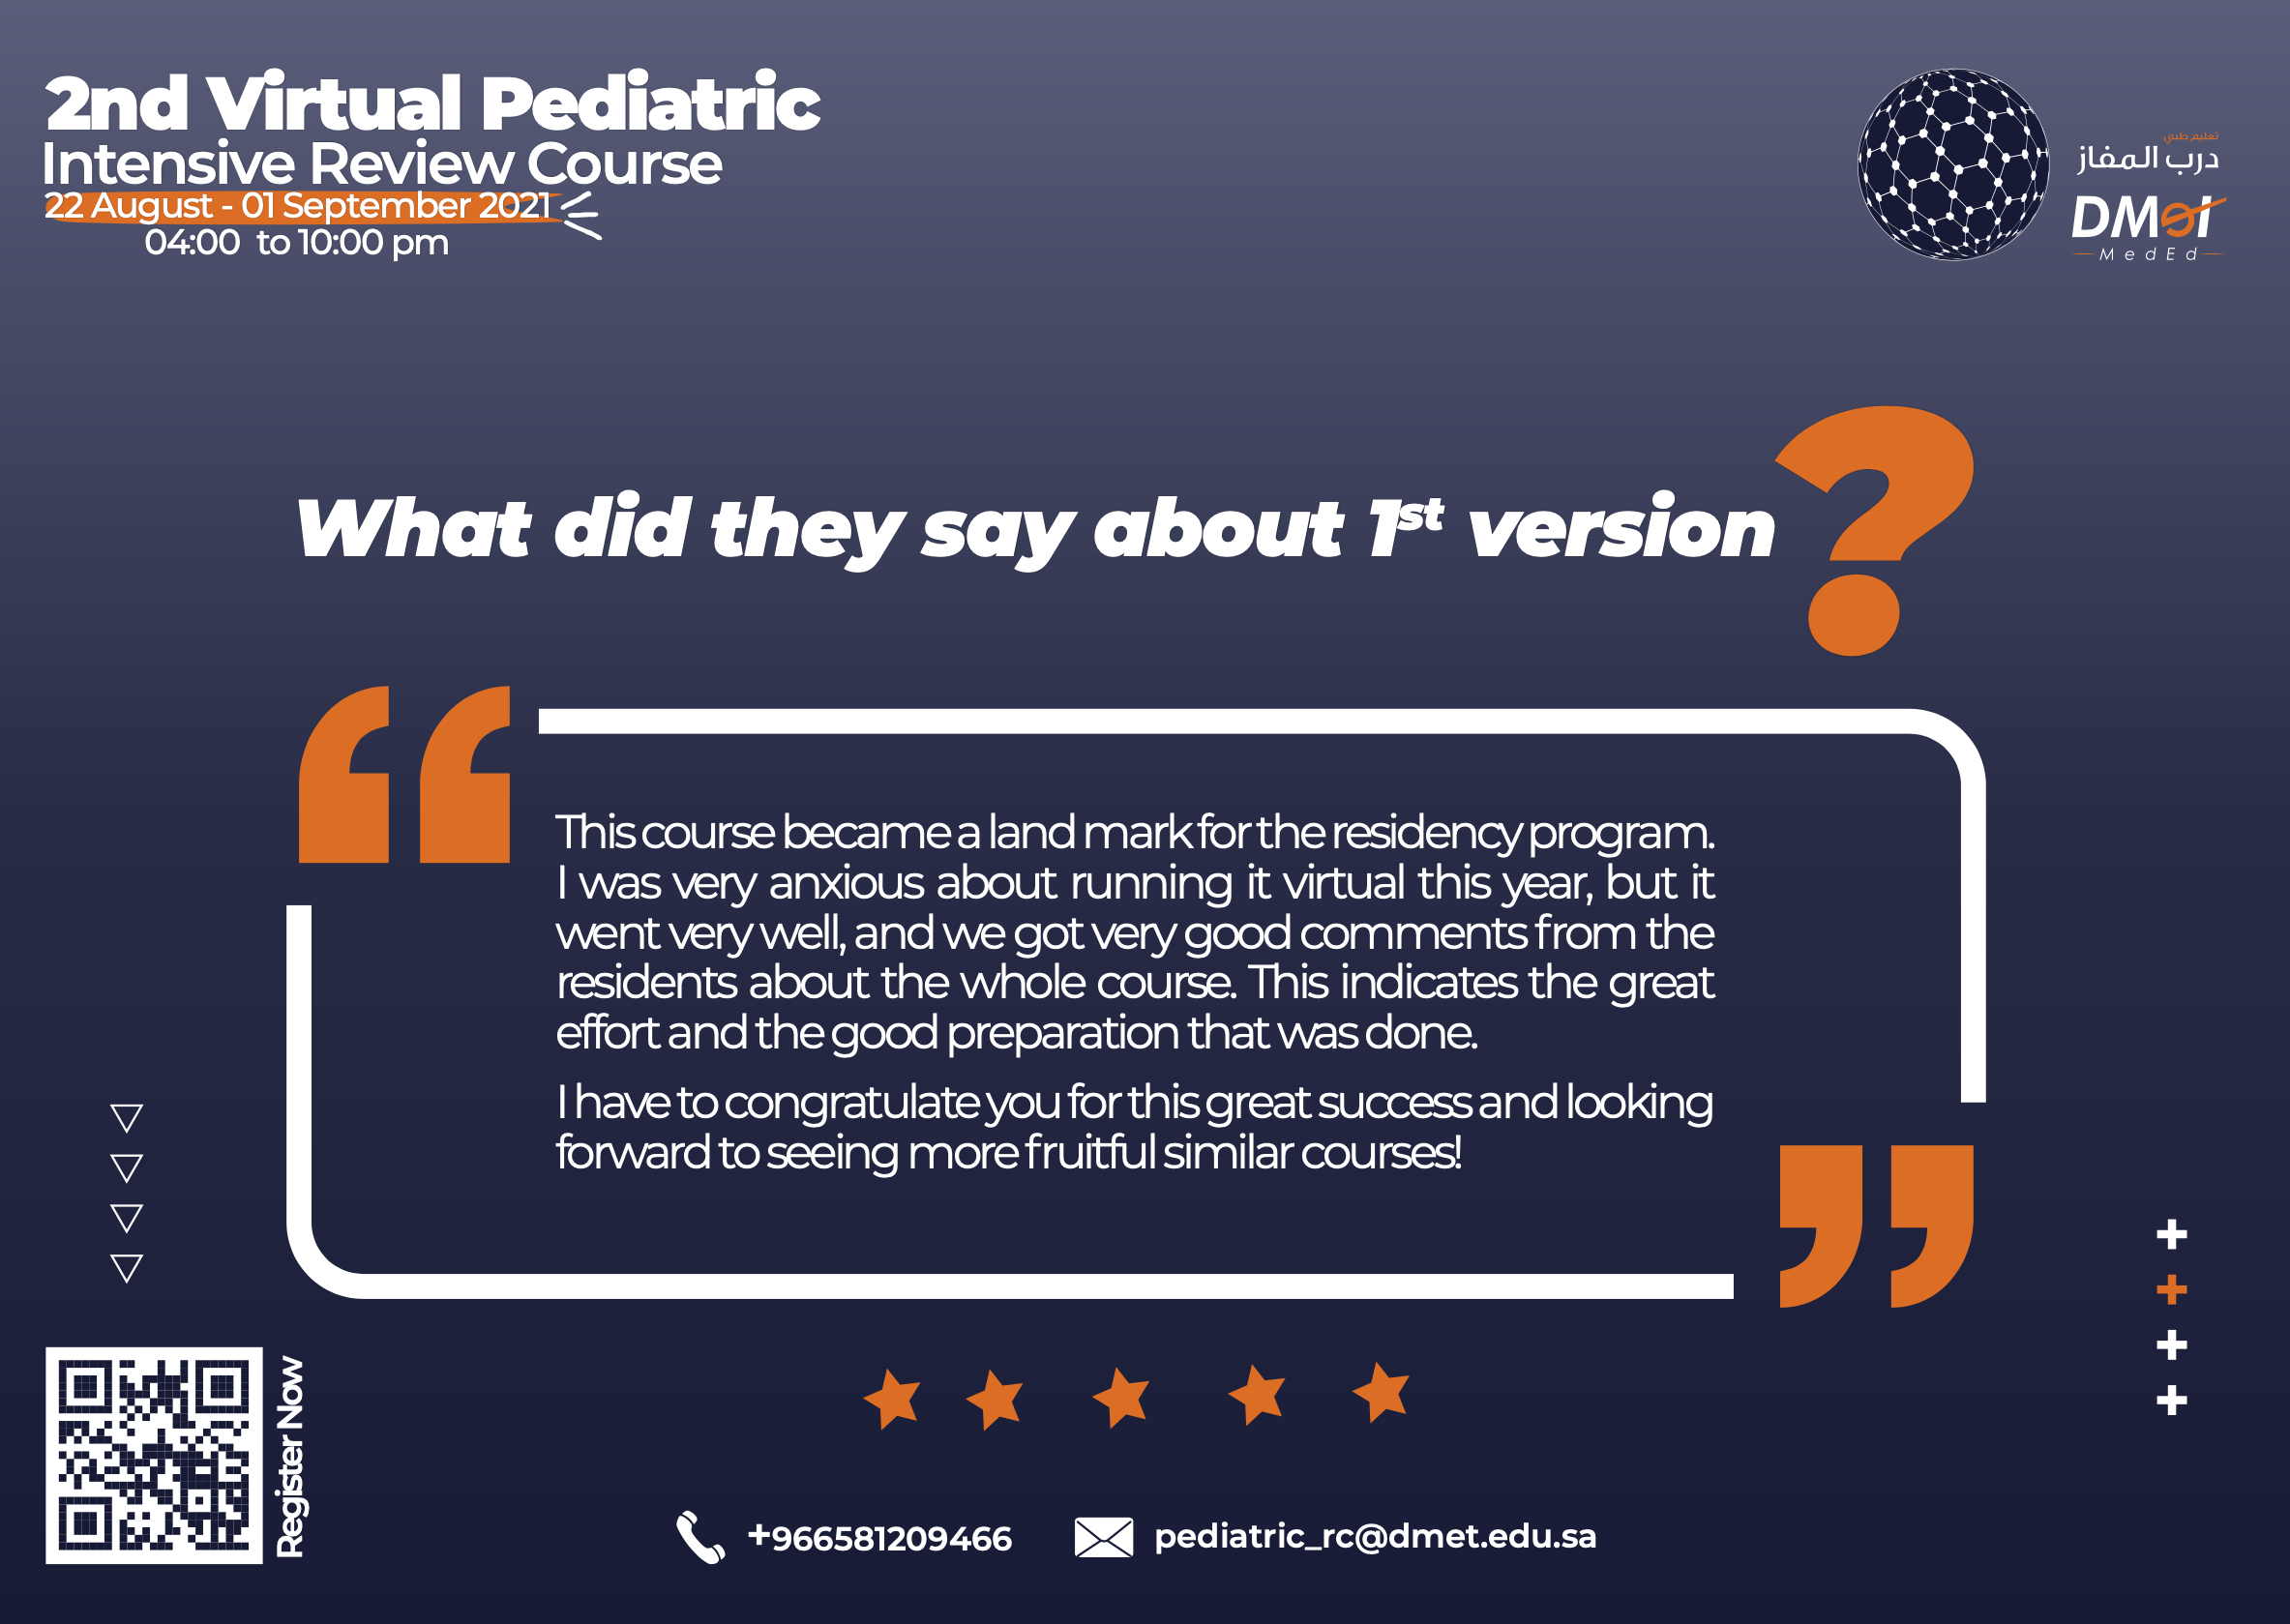 2nd Virtual Pediatric
Intensive Review Course
22 August - 01 September 2021
04:00 to 10:00 pm
تعليم طبي
درب المفاز
DMet
MedEd
What did they say about 1st version
?
“
This course became a land mark for the residency program.
I was very anxious about running it virtual this year, but it
went very well, and we got very good comments from the
residents about the whole course. This indicates the great
effort and the good preparation that was done.
I have to congratulate you for this great success and looking
forward to seeing more fruitful similar courses!
”
Register Now
+966581209466
pediatric_rc@dmet.edu.sa